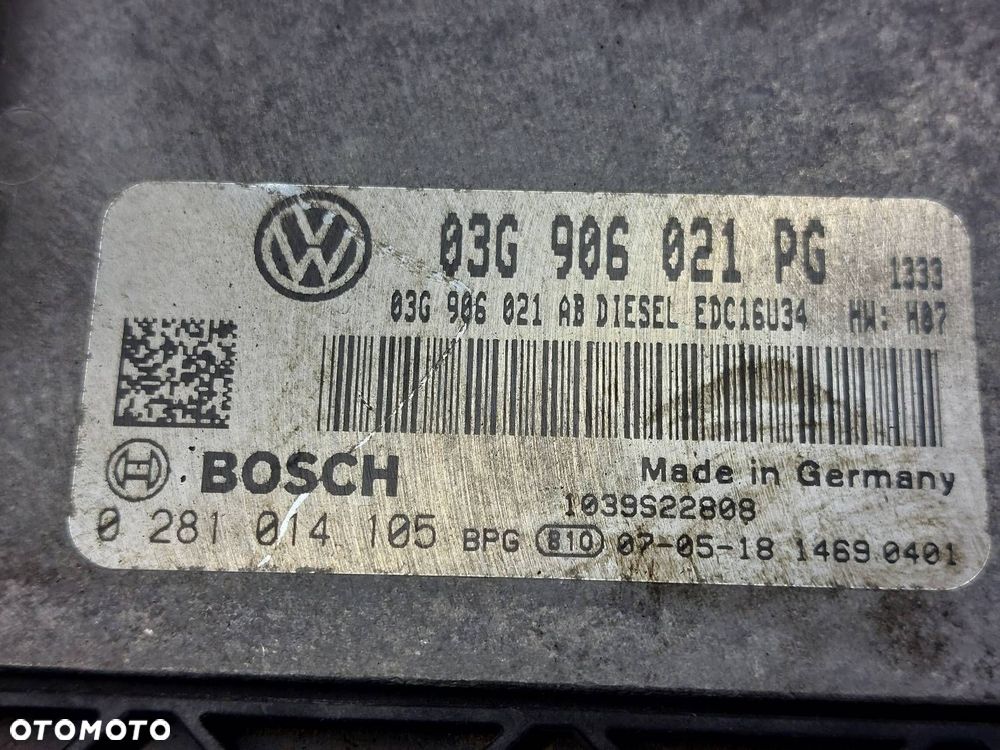 03G 906 021 PG 1333
03G 906 021 AB DIESEL EDC16U34 HW: H07
BOSCH
Made in Germany
1039S22808
0 281 014 105 BPG 810 07-05-18 1469 0401
OTOMOTO